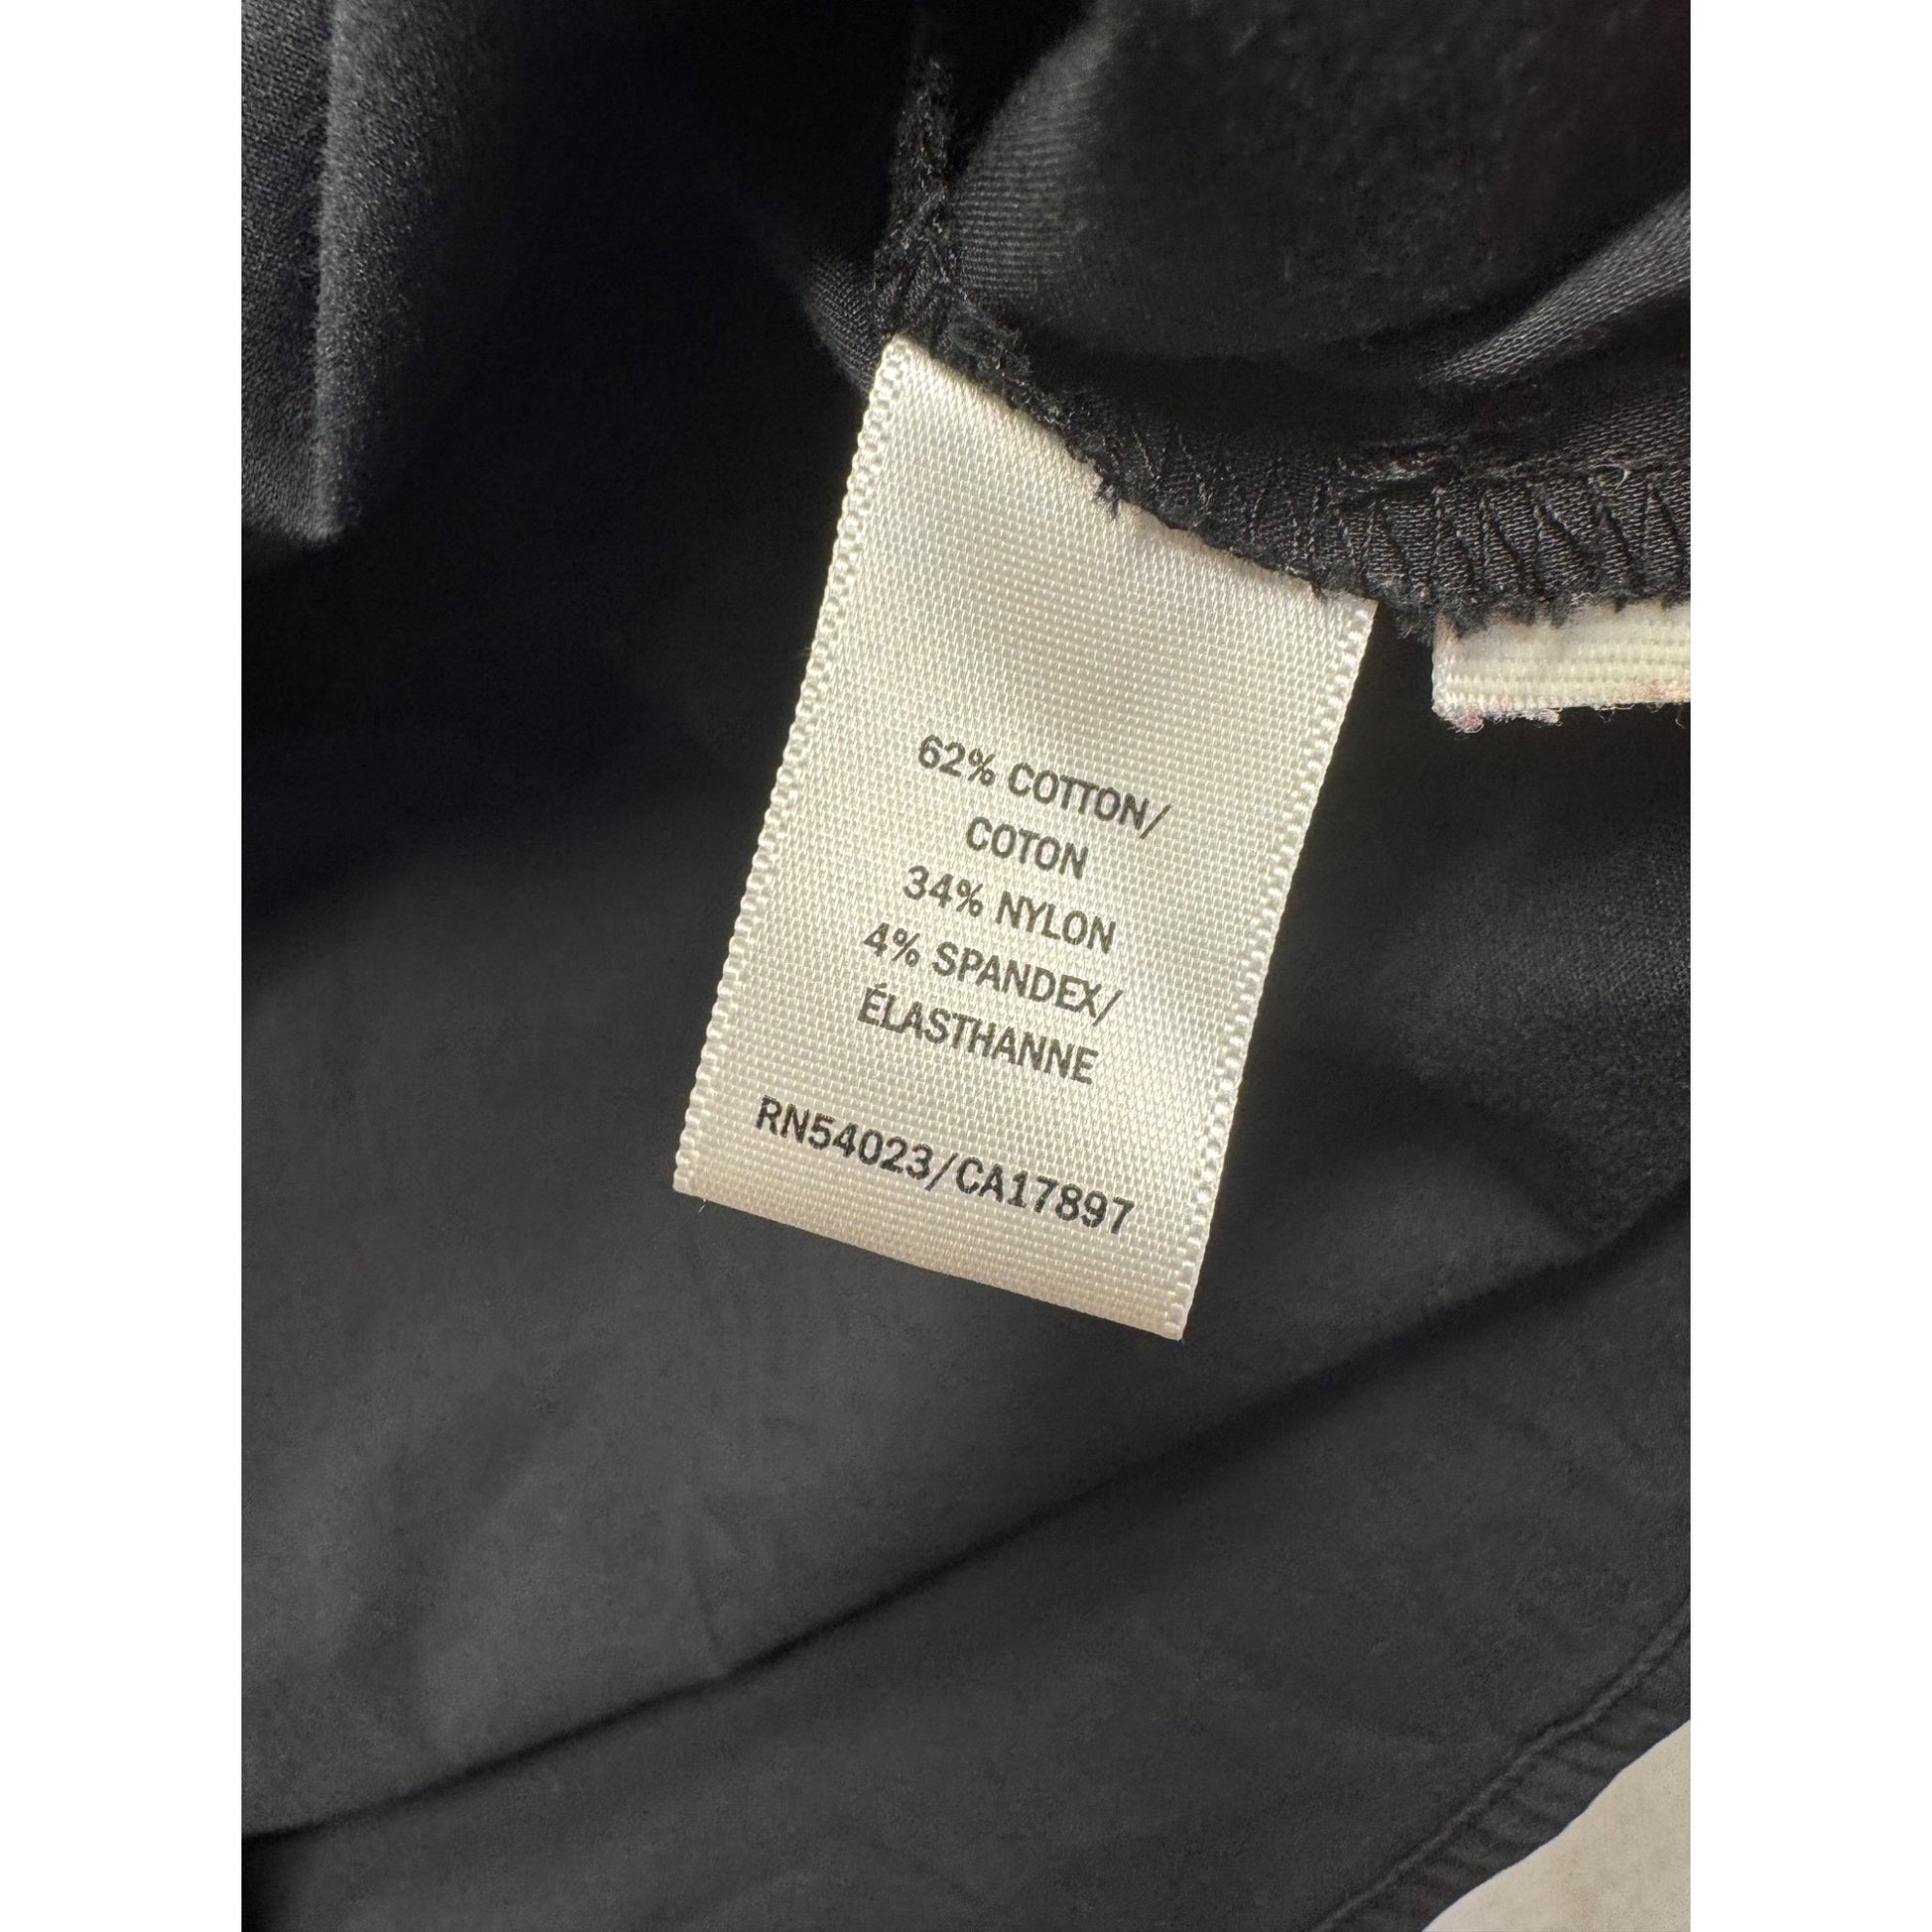 62% COTTON/
COTON
34% NYLON
4% SPANDEX/
ÉLASTHANNE
RN54023/CA17897